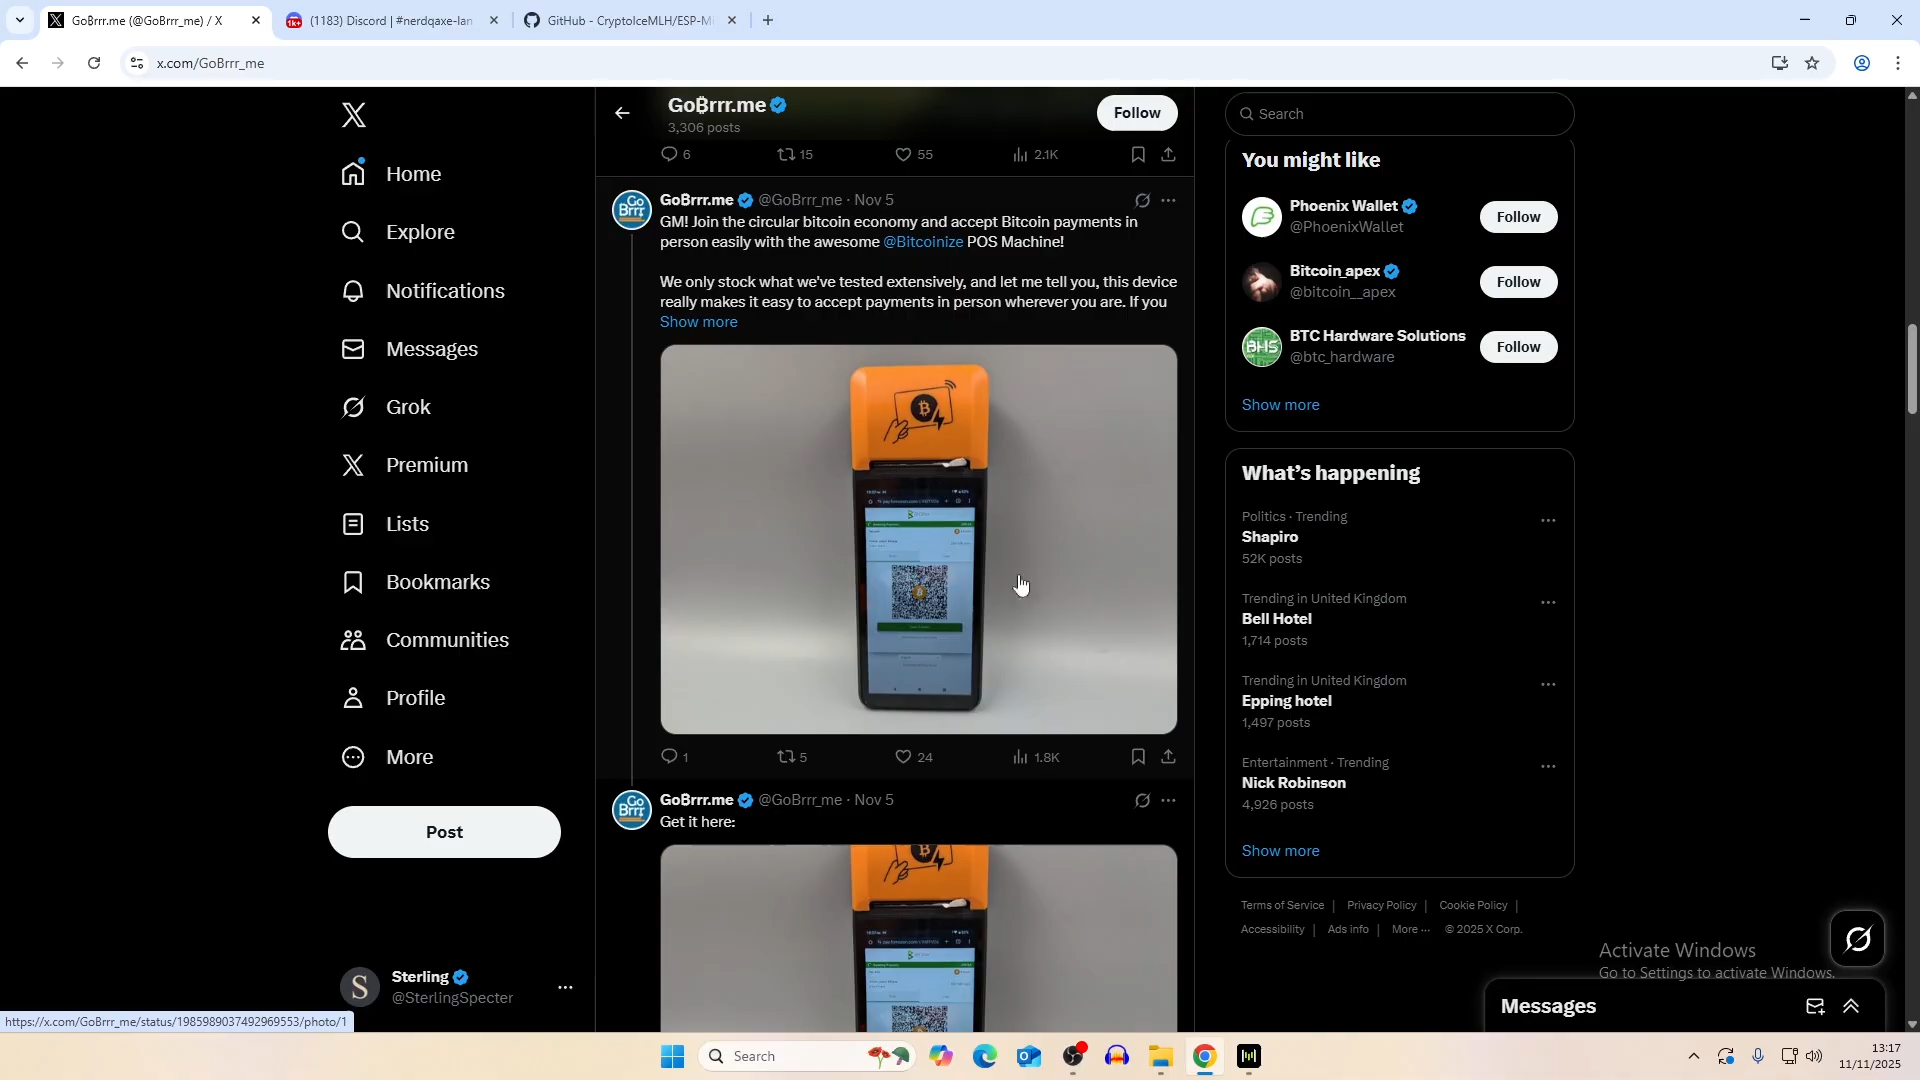 GoBrrr.me (@GoBrrr_me) / X
(1183) Discord | #nerdqaxe-lan
GitHub - CryptoIceMLH/ESP-Mi
x.com/GoBrrr_me
GoɃrrr.me
3,306 posts
Follow
6
15
55
2.1K
Home
Explore
Notifications
Messages
Grok
Premium
Lists
Bookmarks
Communities
Profile
More
Post
Sterling
@SterlingSpecter
GoɃrrr.me @GoBrrr_me · Nov 5
GM! Join the circular bitcoin economy and accept Bitcoin payments in
person easily with the awesome @Bitcoinize POS Machine!
We only stock what we've tested extensively, and let me tell you, this device
really makes it easy to accept payments in person wherever you are. If you
Show more
1
5
24
1.8K
GoɃrrr.me @GoBrrr_me · Nov 5
Get it here:
Search
You might like
Phoenix Wallet
@PhoenixWallet
Follow
Bitcoin_apex
@bitcoin__apex
Follow
BTC Hardware Solutions
@btc_hardware
Follow
BHS
Show more
What's happening
Politics · Trending
Shapiro
52K posts
Trending in United Kingdom
Bell Hotel
1,714 posts
Trending in United Kingdom
Epping hotel
1,497 posts
Entertainment · Trending
Nick Robinson
4,926 posts
Show more
Terms of Service | Privacy Policy | Cookie Policy |
Accessibility | Ads info | More ··· © 2025 X Corp.
Activate Windows
Go to Settings to activate Windows.
Messages
https://x.com/GoBrrr_me/status/1985989037492969553/photo/1
Search
13:17
11/11/2025